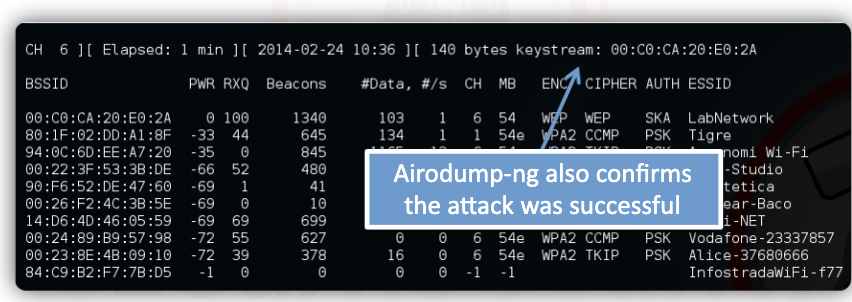 CH 6 ][ Elapsed: 1 min ][ 2014-02-24 10:36 ][ 140 bytes keystream: 00:C0:CA:20:E0:2A
BSSID PWR RXQ Beacons #Data, #/s CH MB ENC CIPHER AUTH ESSID
00:C0:CA:20:E0:2A 0 100 1340 103 1 6 54 WEP WEP SKA LabNetwork
80:1F:02:DD:A1:8F -33 44 645 134 1 1 54e WPA2 CCMP PSK Tigre
94:0C:6D:EE:A7:20 -35 0 845 PSK Wi-Fi
00:22:3F:53:3B:DE -66 52 480 -Studio
90:F6:52:DE:47:60 -69 1 41
00:26:F2:4C:3B:5E -69 0 10 -Baco
14:D6:4D:46:05:59 -69 69 699 -NET
00:24:89:B9:57:98 -72 55 627 0 0 6 54e WPA2 CCMP PSK Vodafone-23337857
00:23:8E:4B:09:10 -72 39 378 16 0 6 54e WPA2 TKIP PSK Alice-37680666
84:C9:B2:F7:7B:D5 -1 0 0 0 0 -1 -1 InfostradaWiFi-f77
Airodump-ng also confirms
the attack was successful